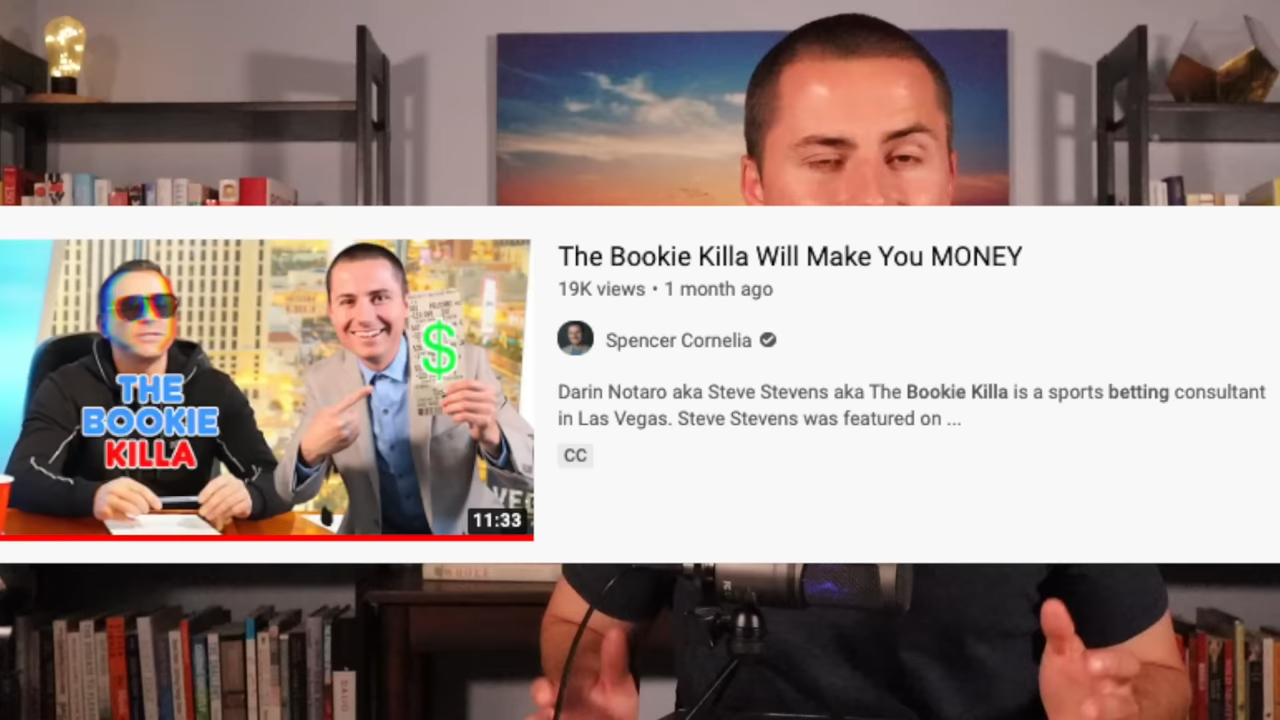 The Bookie Killa Will Make You MONEY
19K views • 1 month ago
Spencer Cornelia
Darin Notaro aka Steve Stevens aka The Bookie Killa is a sports betting consultant
in Las Vegas. Steve Stevens was featured on ...
CC
THE
BOOKIE
KILLA
$
11:33